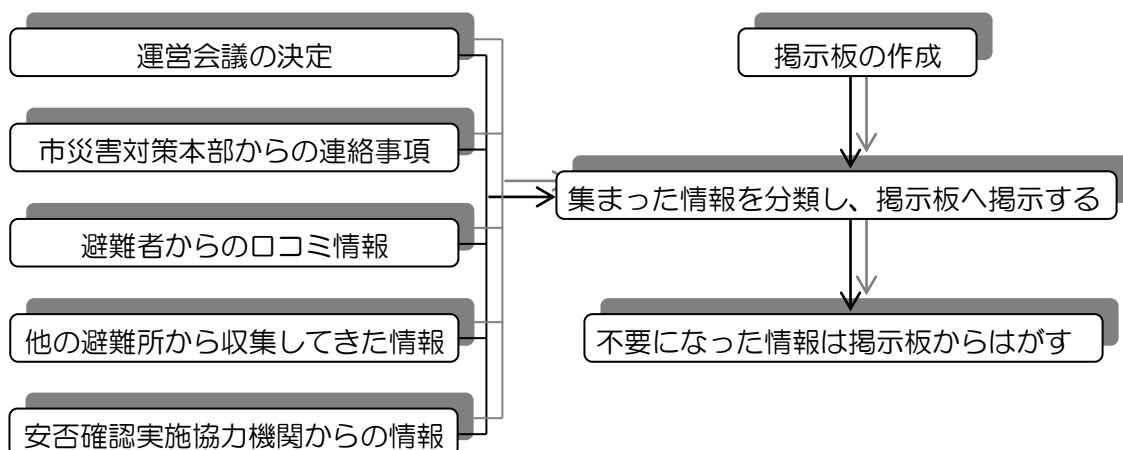 運営会議の決定
市災害対策本部からの連絡事項
避難者からの口コミ情報
他の避難所から収集してきた情報
安否確認実施協力機関からの情報
掲示板の作成
集まった情報を分類し、掲示板へ掲示する
不要になった情報は掲示板からはがす